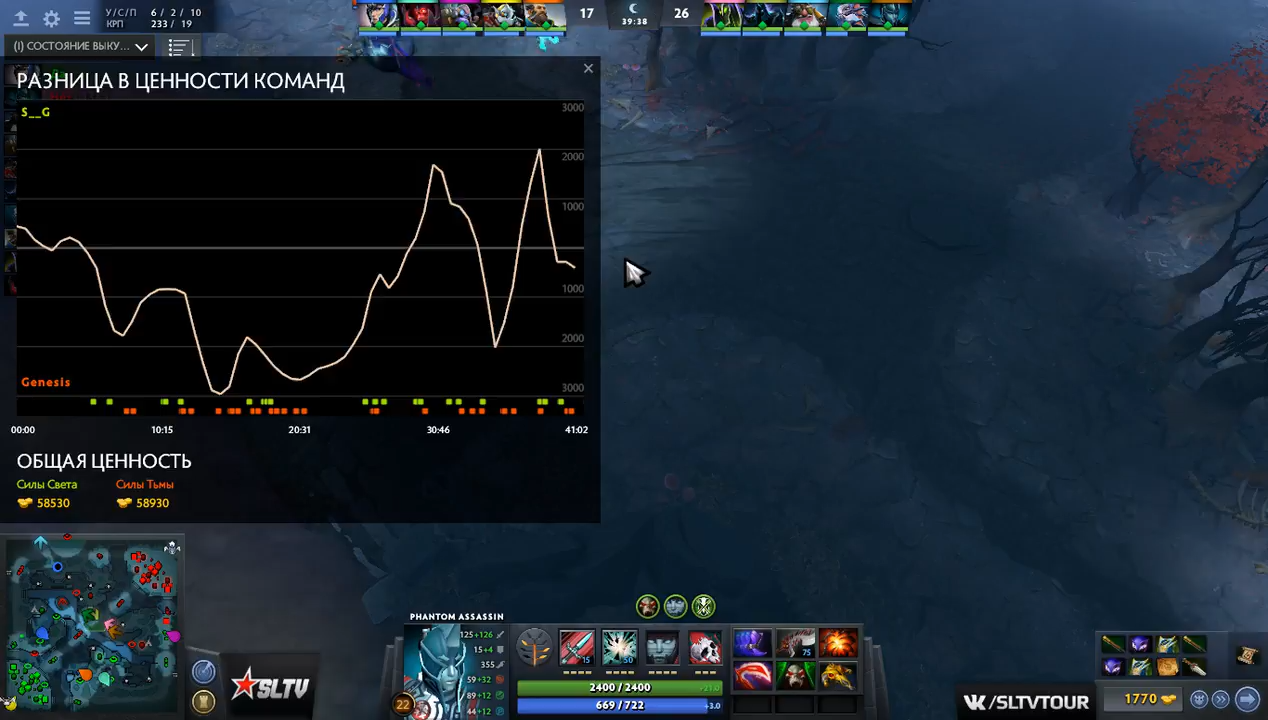 У/С/П 6 / 2 / 10
КРП 233 / 19
17
39:38
26
(I) СОСТОЯНИЕ ВЫКУ...
РАЗНИЦА В ЦЕННОСТИ КОМАНД
S__G
3000
2000
1000
1000
2000
3000
Genesis
00:00 10:15 20:31 30:46 41:02
ОБЩАЯ ЦЕННОСТЬ
Силы Света Силы Тьмы
58530 58930
PHANTOM ASSASSIN
125+126
15+4
355
59+32
89+12
44+12
22
15
50
75
2400 / 2400 +21.0
669 / 722 +3.0
SLTV
/SLTVTOUR
1770